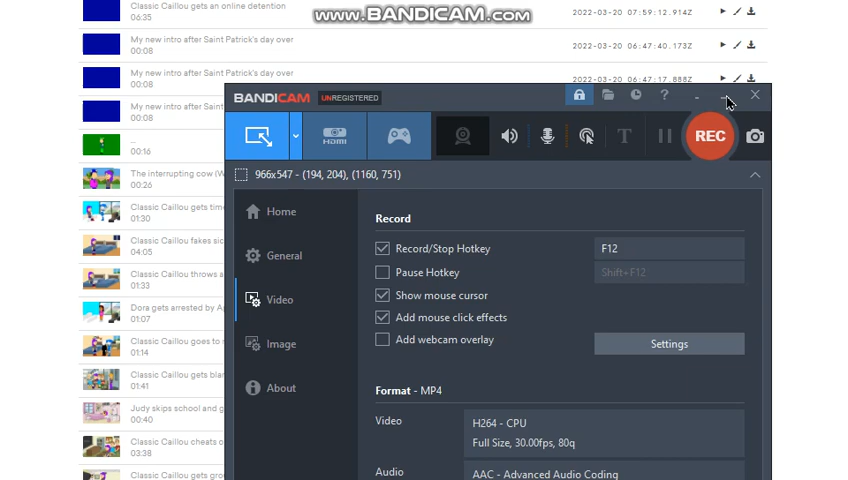 Classic Caillou gets an online detention
06:35
2022-03-20 07:59:12.914Z
www.BANDICAM.com
My new intro after Saint Patrick's day over
00:08
2022-03-20 06:47:40.173Z
My new intro after Saint Patrick's day over
00:08
2022-03-20 06:47:17.888Z
My new intro after Saint
00:08
...
00:16
The interrupting cow (W
00:26
Classic Caillou gets
01:30
Classic Caillou fakes sic
04:05
Classic Caillou throws a
01:33
Dora gets arrested by A
01:07
Classic Caillou goes to
01:14
Classic Caillou gets
01:41
Judy skips school and g
00:40
Classic Caillou cheats o
03:38
Classic Caillou gets
BANDICAM UNREGISTERED
HDMI
T
REC
966x547 - (194, 204), (1160, 751)
Home
General
Video
Image
About
Record
Record/Stop Hotkey F12
Pause Hotkey Shift+F12
Show mouse cursor
Add mouse click effects
Add webcam overlay Settings
Format - MP4
Video H264 - CPU
Full Size, 30.00fps, 80q
Audio AAC - Advanced Audio Coding